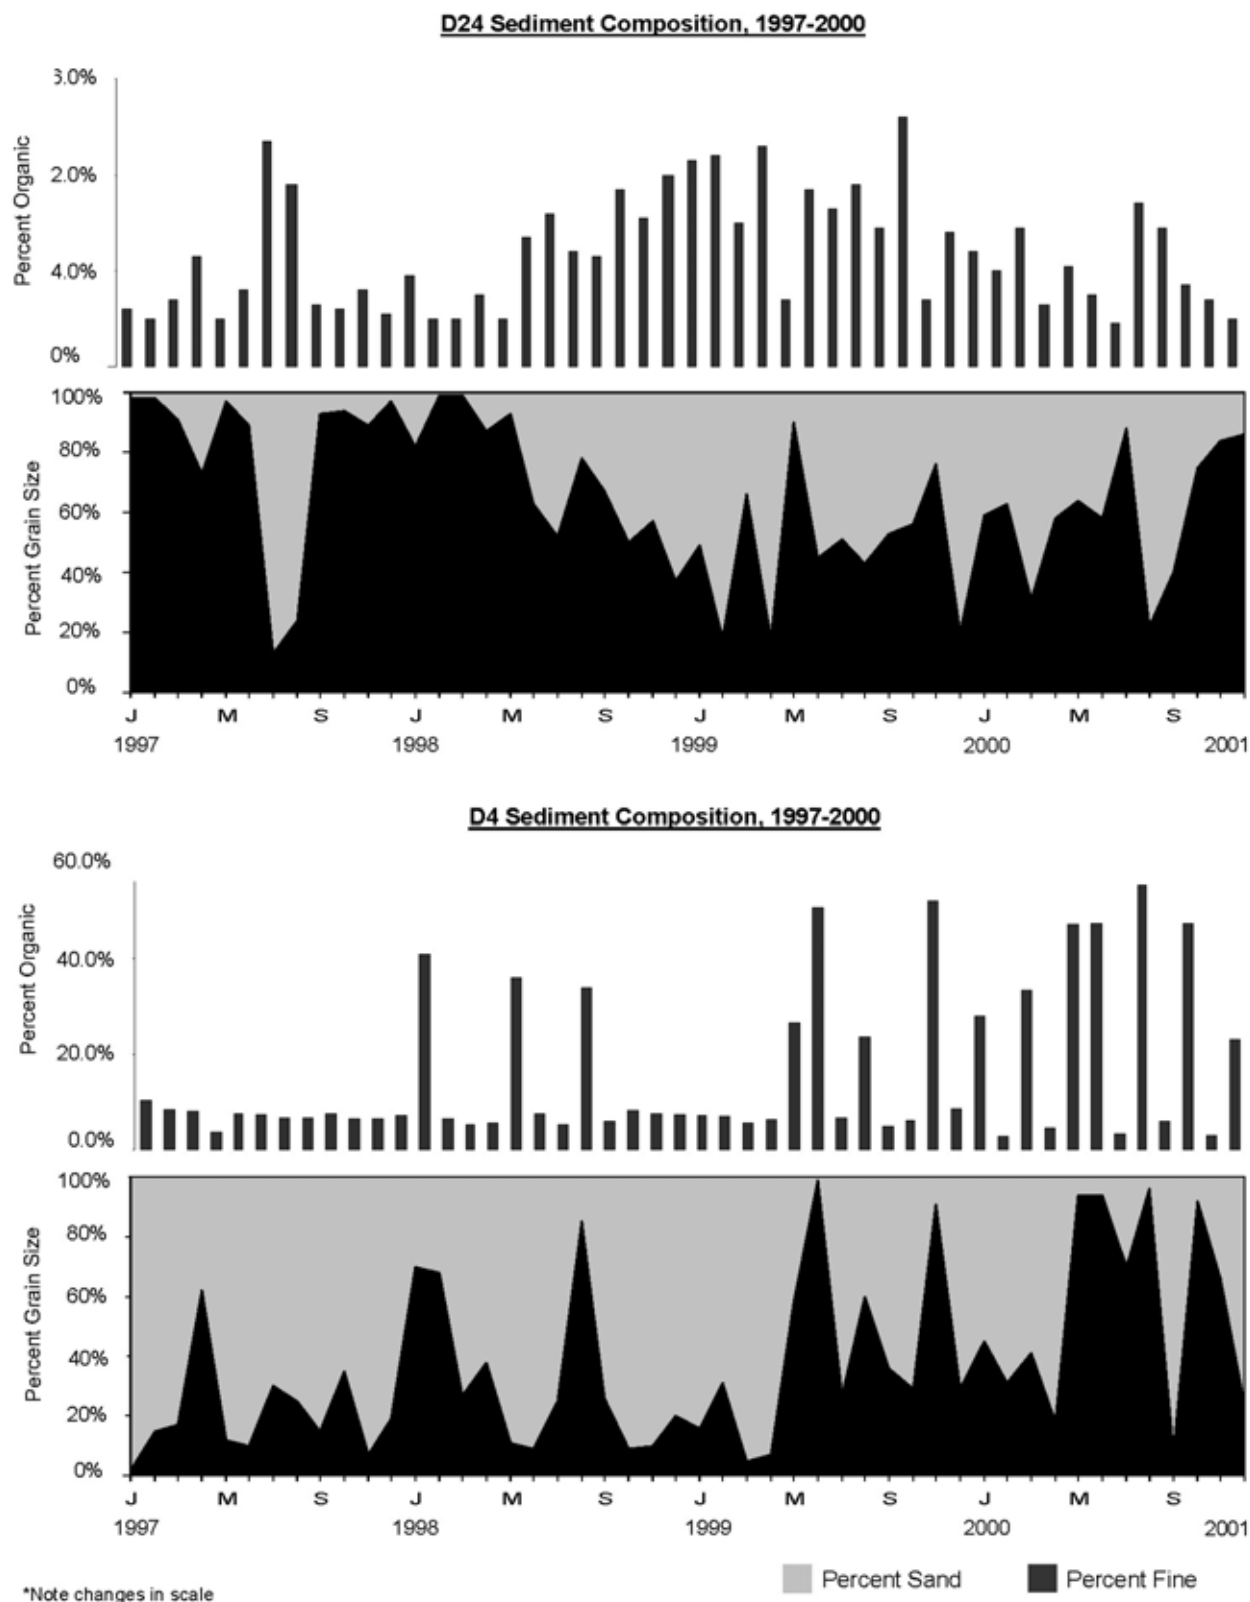 D24 Sediment Composition, 1997-2000
3.0%
2.0%
4.0%
0%
Percent Organic
100%
80%
60%
40%
20%
0%
Percent Grain Size
J M S J M S J M S J M S
1997 1998 1999 2000 2001
D4 Sediment Composition, 1997-2000
60.0%
40.0%
20.0%
0.0%
Percent Organic
100%
80%
60%
40%
20%
0%
Percent Grain Size
J M S J M S J M S J M S
1997 1998 1999 2000 2001
Percent Sand Percent Fine
*Note changes in scale